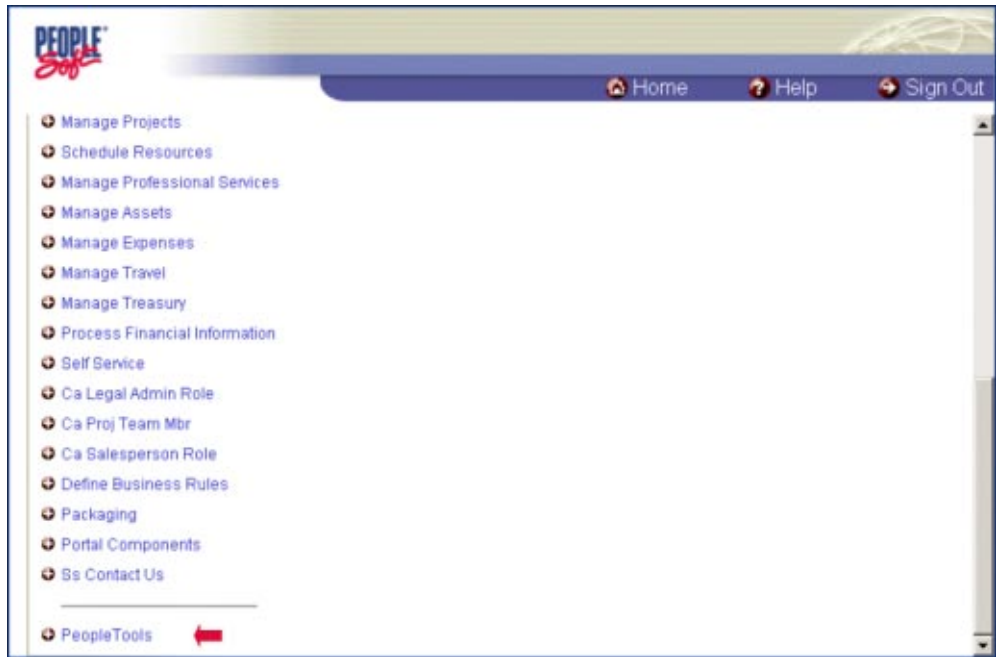 PEOPLE
Soft
Home
Help
Sign Out
Manage Projects
Schedule Resources
Manage Professional Services
Manage Assets
Manage Expenses
Manage Travel
Manage Treasury
Process Financial Information
Self Service
Ca Legal Admin Role
Ca Proj Team Mbr
Ca Salesperson Role
Define Business Rules
Packaging
Portal Components
Ss Contact Us
PeopleTools